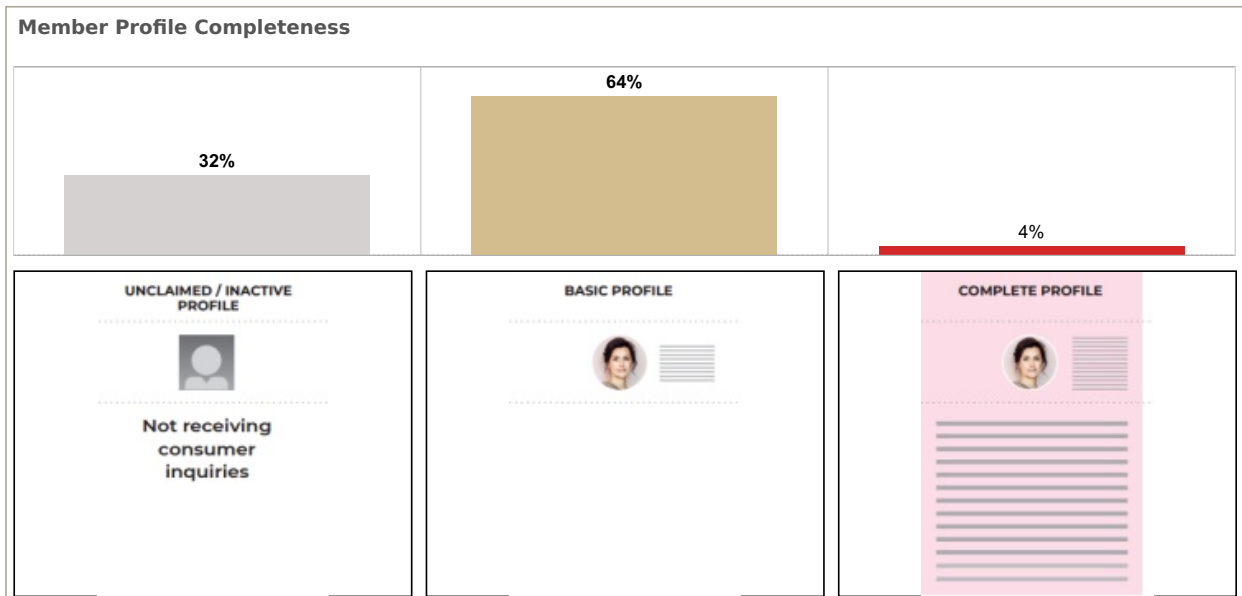 Member Profile Completeness
32%
64%
4%
UNCLAIMED / INACTIVE
PROFILE
Not receiving
consumer
inquiries
BASIC PROFILE
COMPLETE PROFILE